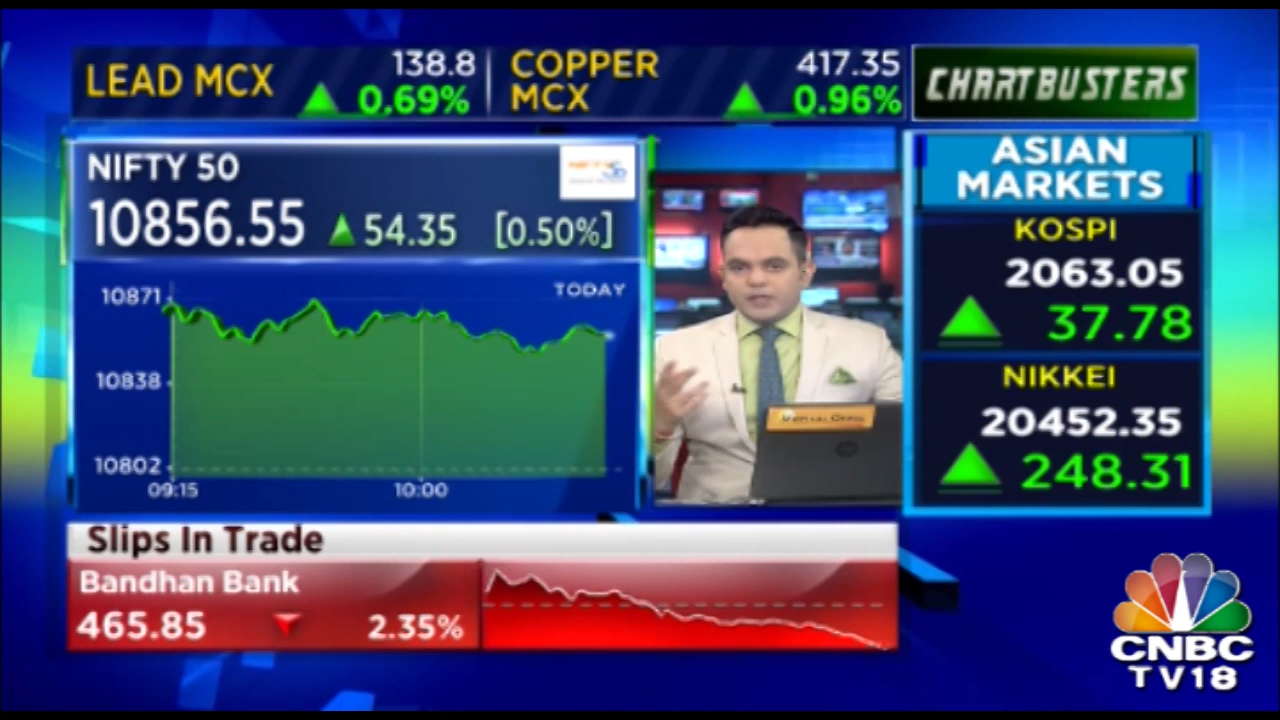 LEAD MCX
138.8
0.69%
COPPER
MCX
417.35
0.96%
CHARTBUSTERS
NIFTY 50
10856.55 54.35 [0.50%]
TODAY
10871
10838
10802
09:15 10:00
ASIAN
MARKETS
KOSPI
2063.05
37.78
NIKKEI
20452.35
248.31
Slips In Trade
Bandhan Bank
465.85 2.35%
CNBC
TV18